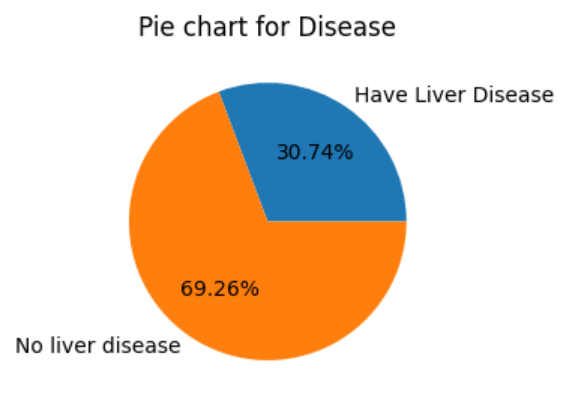 Pie chart for Disease
Have Liver Disease
30.74%
69.26%
No liver disease